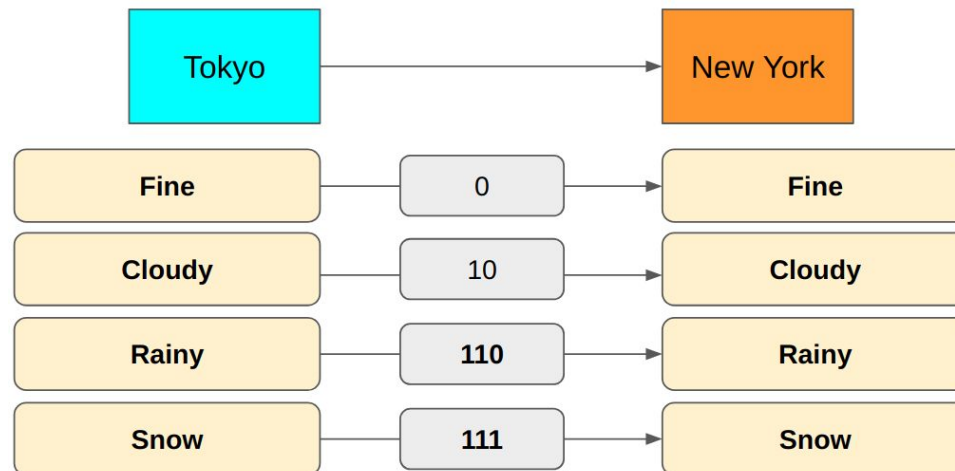 Tokyo New York
Fine 0 Fine
Cloudy 10 Cloudy
Rainy 110 Rainy
Snow 111 Snow